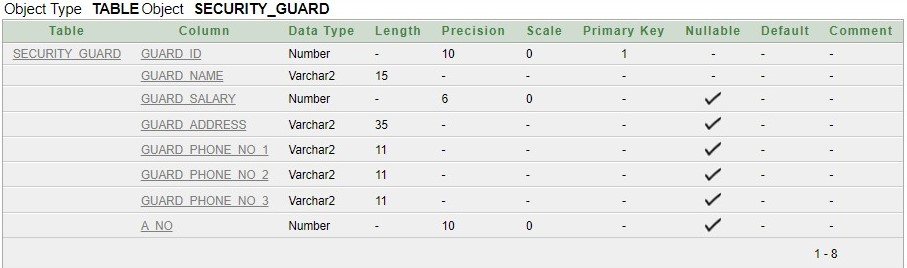 Object Type TABLE Object SECURITY_GUARD
Table Column Data Type Length Precision Scale Primary Key Nullable Default Comment
SECURITY_GUARD GUARD_ID Number - 10 0 1 - - -
GUARD_NAME Varchar2 15 - - - - - -
GUARD_SALARY Number - 6 0 - ✓ - -
GUARD_ADDRESS Varchar2 35 - - - ✓ - -
GUARD_PHONE_NO_1 Varchar2 11 - - - ✓ - -
GUARD_PHONE_NO_2 Varchar2 11 - - - ✓ - -
GUARD_PHONE_NO_3 Varchar2 11 - - - ✓ - -
A_NO Number - 10 0 - ✓ - -
1 - 8